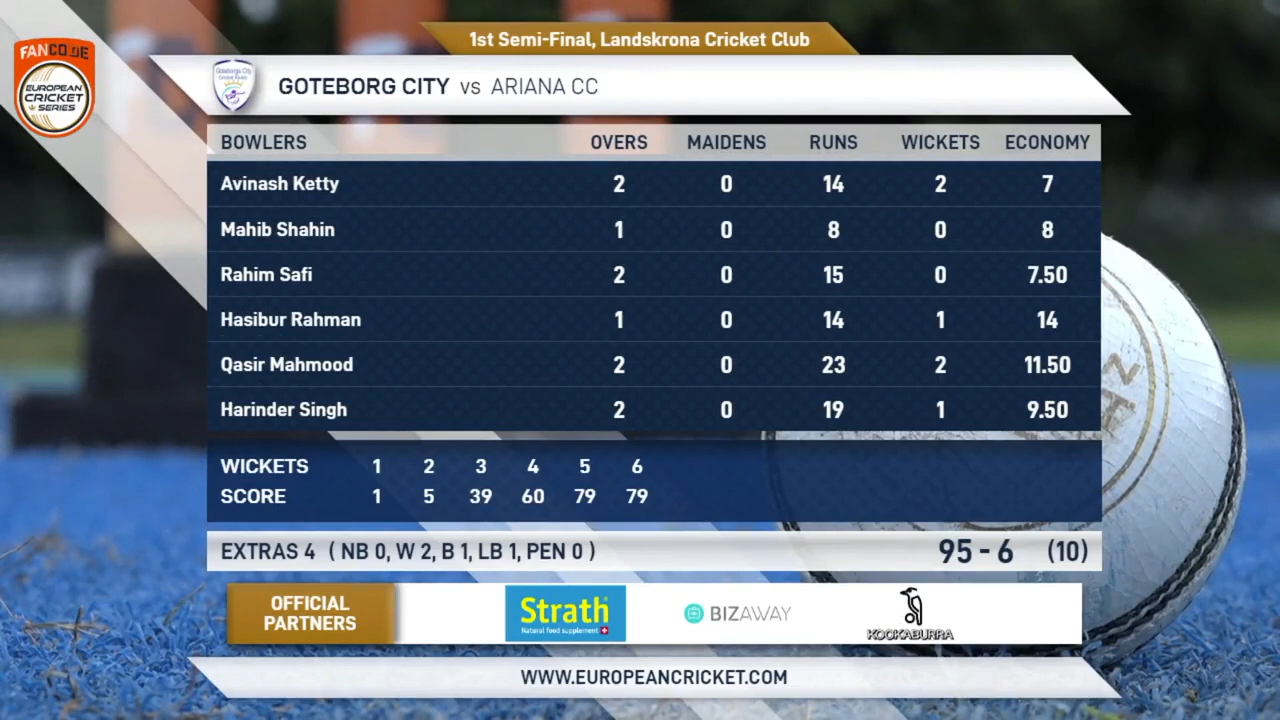 1st Semi-Final, Landskrona Cricket Club
FANCODE
EUROPEAN
CRICKET
SERIES
GOTEBORG CITY vs ARIANA CC
BOWLERS OVERS MAIDENS RUNS WICKETS ECONOMY
Avinash Ketty 2 0 14 2 7
Mahib Shahin 1 0 8 0 8
Rahim Safi 2 0 15 0 7.50
Hasibur Rahman 1 0 14 1 14
Qasir Mahmood 2 0 23 2 11.50
Harinder Singh 2 0 19 1 9.50
WICKETS 1 2 3 4 5 6
SCORE 1 5 39 60 79 79
EXTRAS 4 ( NB 0, W 2, B 1, LB 1, PEN 0 ) 95 - 6 (10)
OFFICIAL
PARTNERS
Strath
Natural food supplement
BIZAWAY
KOOKABURRA
WWW.EUROPEANCRICKET.COM